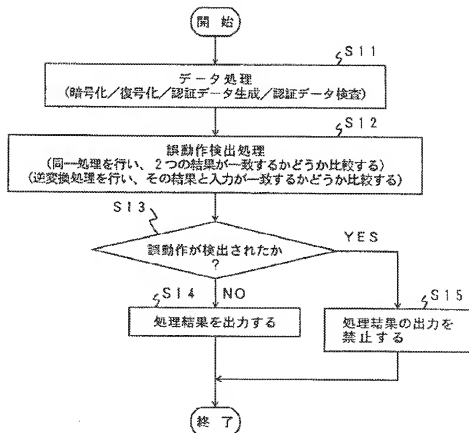 開 始
S11
データ処理
(暗号化／復号化／認証データ生成／認証データ検査)
S12
誤動作検出処理
(同一処理を行い、2つの結果が一致するかどうか比較する)
(逆変換処理を行い、その結果と入力が一致するかどうか比較する)
S13
誤動作が検出されたか
?
YES
S14
NO
S15
処理結果を出力する
処理結果の出力を
禁止する
終 了